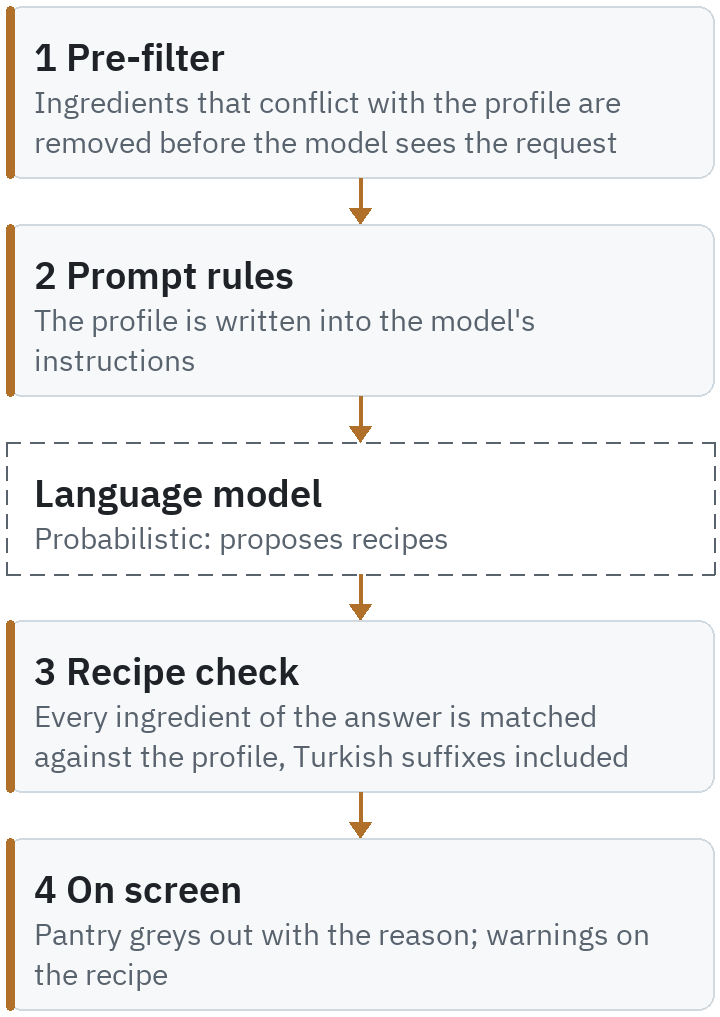 1 Pre-filter
Ingredients that conflict with the profile are
removed before the model sees the request
2 Prompt rules
The profile is written into the model's
instructions
Language model
Probabilistic: proposes recipes
3 Recipe check
Every ingredient of the answer is matched
against the profile, Turkish suffixes included
4 On screen
Pantry greys out with the reason; warnings on
the recipe